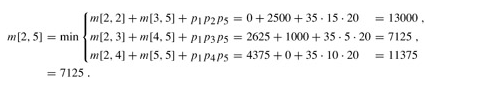 m[2, 5] = min { m[2, 2] + m[3, 5] + p₁p₂p₅ = 0 + 2500 + 35 · 15 · 20 = 13000 ,
m[2, 3] + m[4, 5] + p₁p₃p₅ = 2625 + 1000 + 35 · 5 · 20 = 7125 ,
m[2, 4] + m[5, 5] + p₁p₄p₅ = 4375 + 0 + 35 · 10 · 20 = 11375
= 7125 .